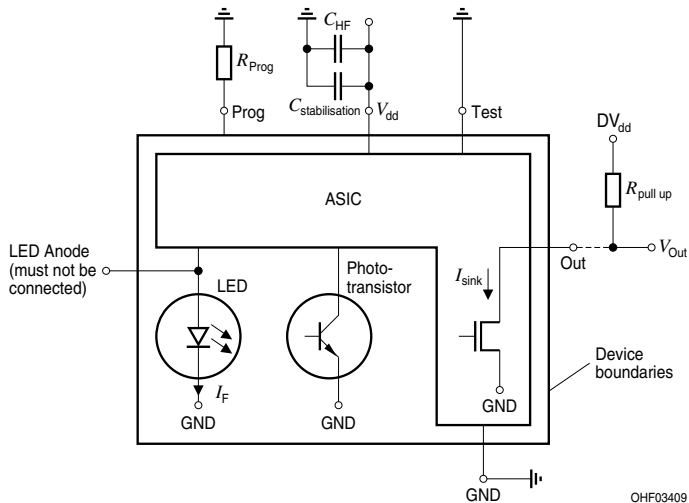 C_HF
R_Prog
C_stabilisation
V_dd
Prog
Test
DV_dd
R_pull up
ASIC
LED Anode
(must not be
connected)
LED
Photo-
transistor
I_sink
Out
V_Out
I_F
GND
GND
GND
Device
boundaries
GND
OHF03409